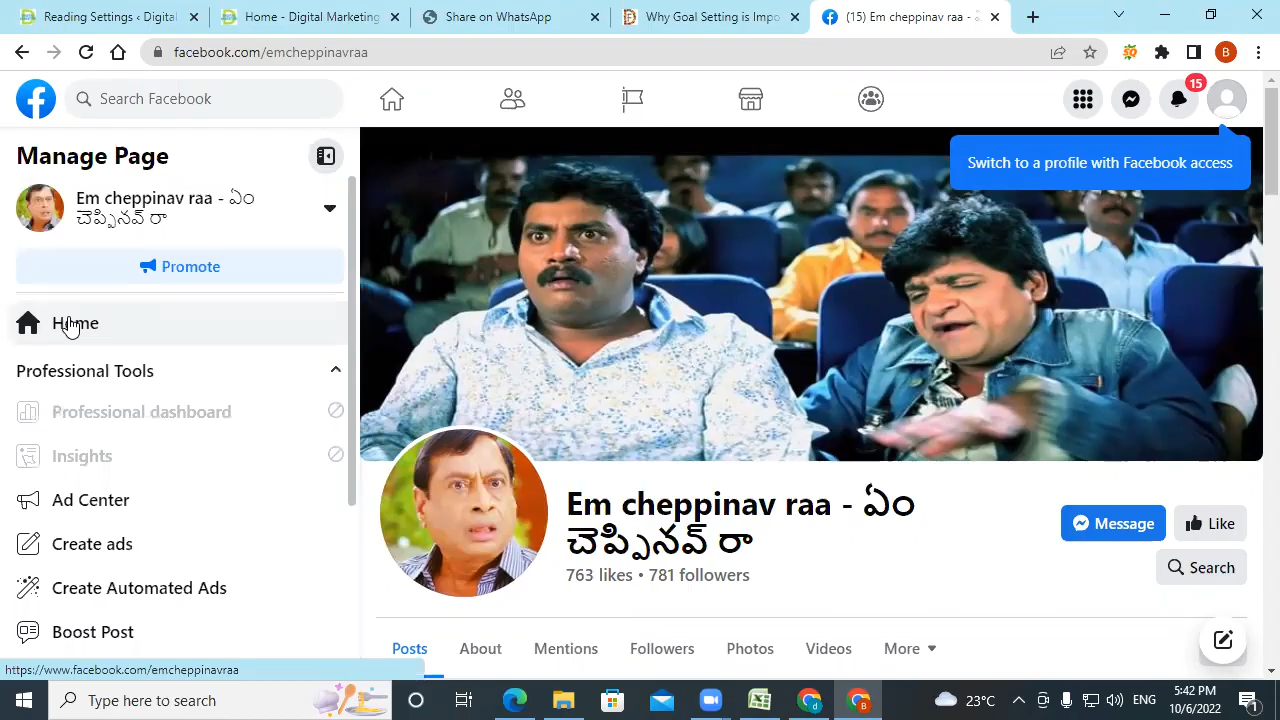 Reading - Digital Marketing
Home - Digital Marketing
Share on WhatsApp
Why Goal Setting is Impo
(15) Em cheppinav raa - ఏం
facebook.com/emcheppinavraa
B
Search Facebook
15
Manage Page
Switch to a profile with Facebook access
Em cheppinav raa - ఏం
చెప్పినవ్ రా
Promote
Home
Professional Tools
Professional dashboard
Insights
Ad Center
Create ads
Create Automated Ads
Boost Post
Em cheppinav raa - ఏం
చెప్పినవ్ రా
763 likes • 781 followers
Message
Like
Search
Posts
About
Mentions
Followers
Photos
Videos
More
https://www.facebook.com/emcheppinavraa
Type here to search
23°C
ENG
5:42 PM
10/6/2022